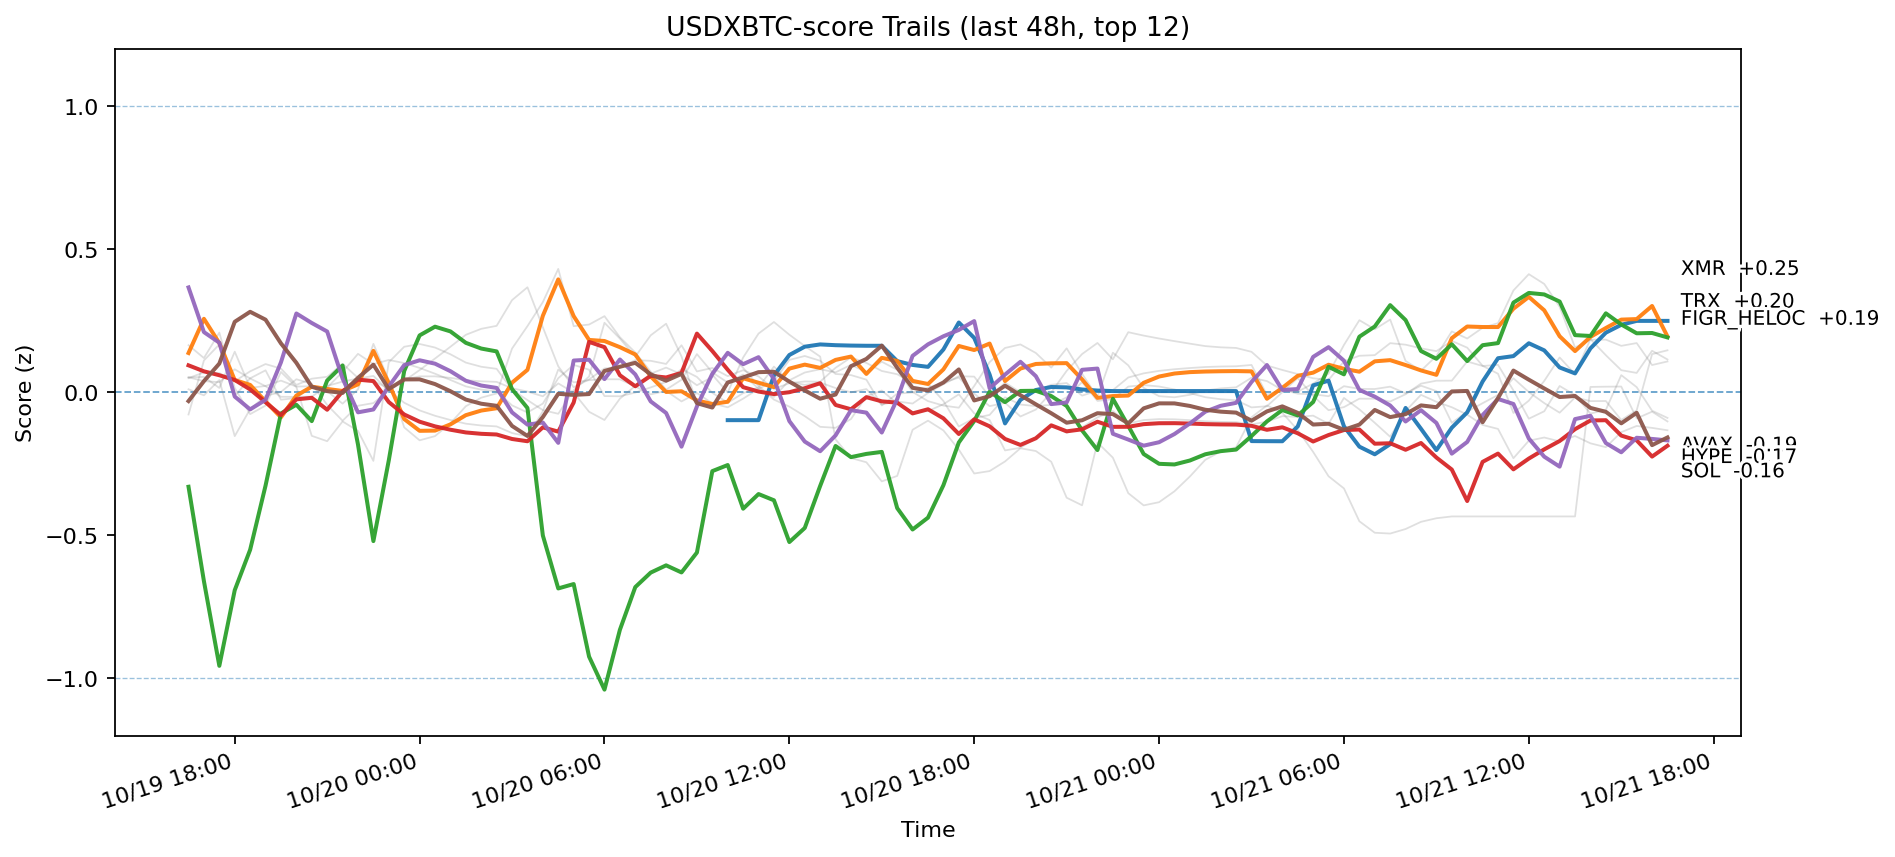 USDXBTC-score Trails (last 48h, top 12)
Score (z)
1.0
0.5
0.0
−0.5
−1.0
XMR +0.25
TRX +0.20
FIGR_HELOC +0.19
AVAX -0.19
HYPE -0.17
SOL -0.16
10/19 18:00
10/20 00:00
10/20 06:00
10/20 12:00
10/20 18:00
10/21 00:00
10/21 06:00
10/21 12:00
10/21 18:00
Time